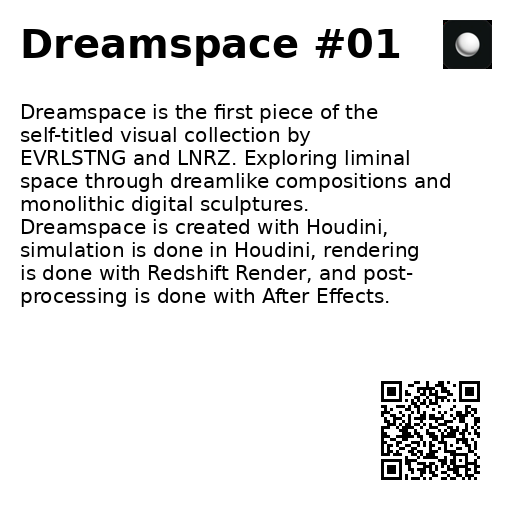 Dreamspace #01
Dreamspace is the first piece of the
self-titled visual collection by
EVRLSTNG and LNRZ. Exploring liminal
space through dreamlike compositions and
monolithic digital sculptures.
Dreamspace is created with Houdini,
simulation is done in Houdini, rendering
is done with Redshift Render, and post-
processing is done with After Effects.